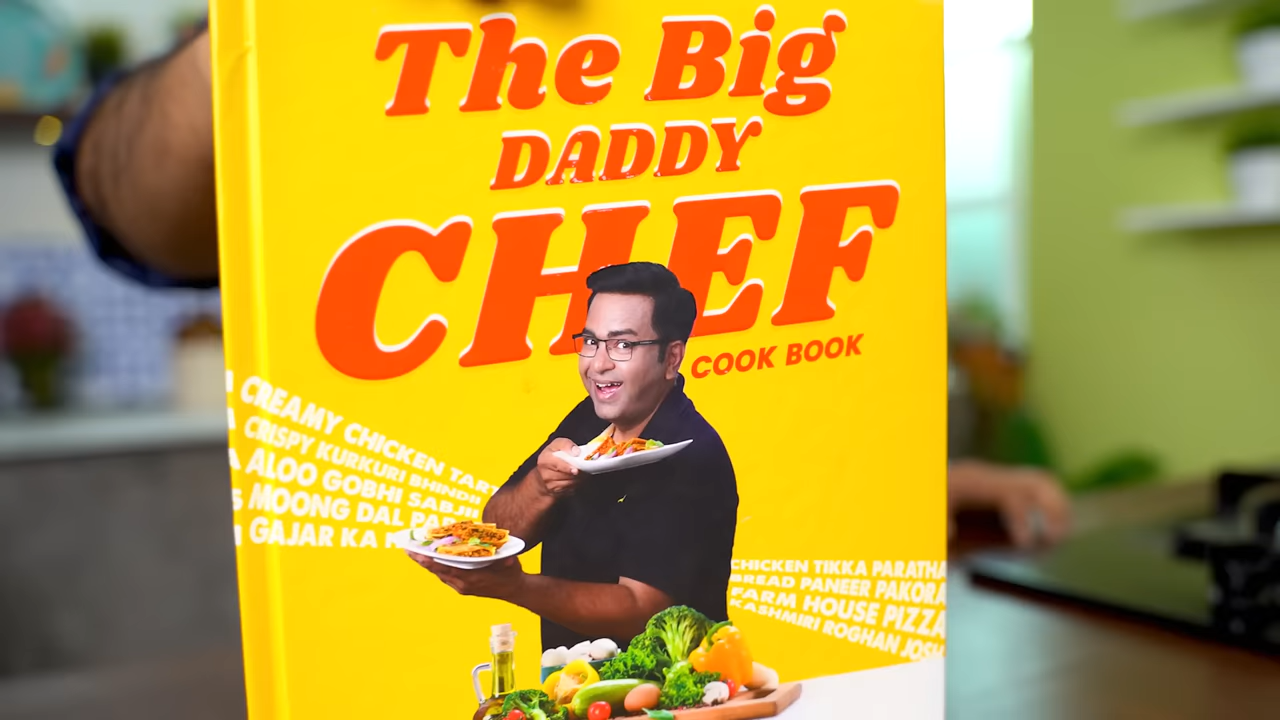 The Big
DADDY
CHEF
COOK BOOK
CREAMY CHICKEN
CRISPY KURKURI BHINDI
ALOO GOBHI SABJI
MOONG DAL
GAJAR KA
CHICKEN TIKKA PARATHA
BREAD PANEER PAKORA
FARM HOUSE PIZZA
KASHMIRI ROGHAN JOSH